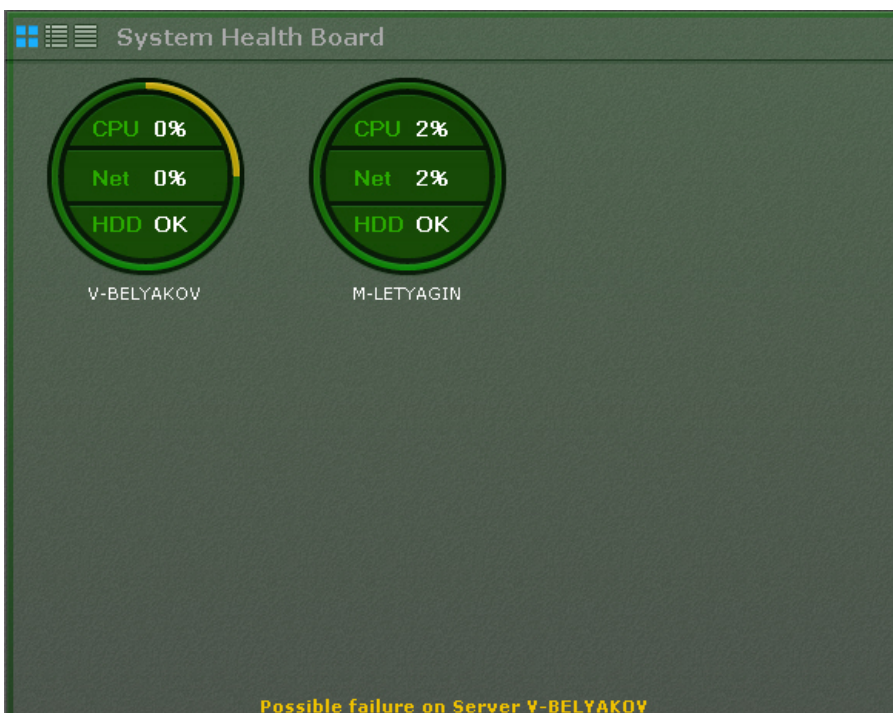 System Health Board
CPU 0%
Net 0%
HDD OK
V-BELYAKOV
CPU 2%
Net 2%
HDD OK
M-LETYAGIN
Possible failure on Server V-BELYAKOV